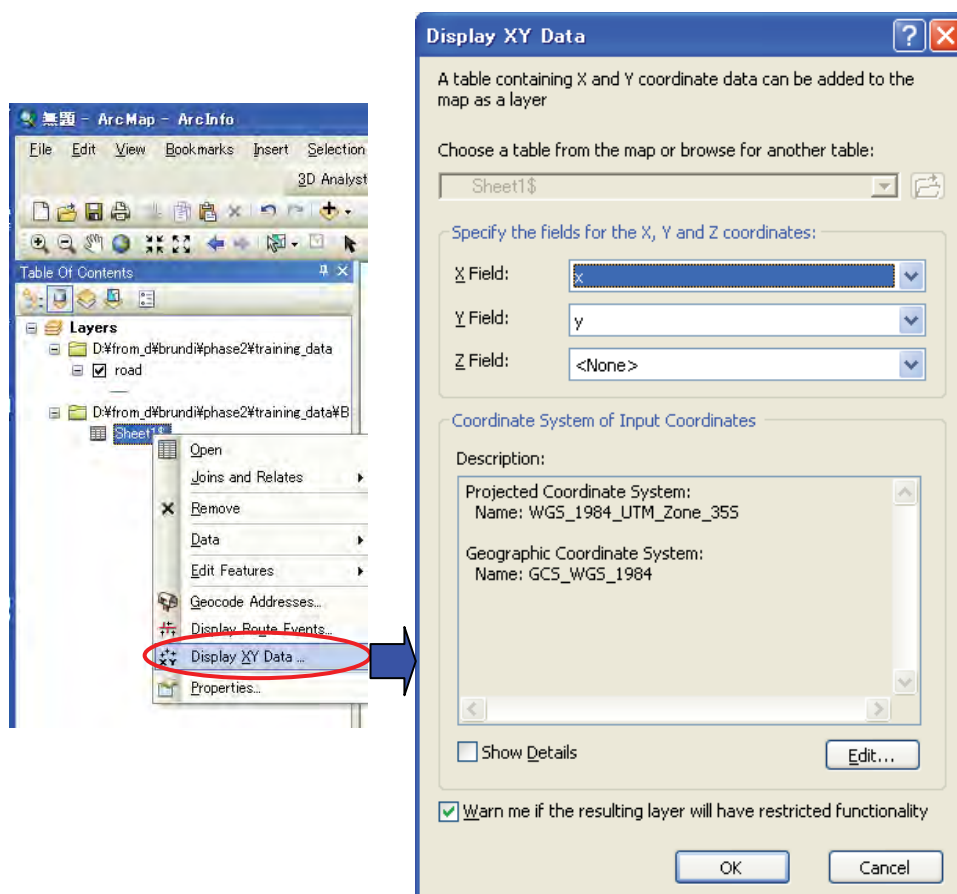 無題 - ArcMap - ArcInfo
File Edit View Bookmarks Insert Selection
3D Analyst
Table Of Contents
Layers
D:¥from_d¥brundi¥phase2¥training_data
road
D:¥from_d¥brundi¥phase2¥training_data¥B
Sheet1$
Open
Joins and Relates
Remove
Data
Edit Features
Geocode Addresses...
Display Route Events...
Display XY Data ...
Properties...
Display XY Data
A table containing X and Y coordinate data can be added to the
map as a layer
Choose a table from the map or browse for another table:
Sheet1$
Specify the fields for the X, Y and Z coordinates:
X Field: x
Y Field: y
Z Field: <None>
Coordinate System of Input Coordinates
Description:
Projected Coordinate System:
Name: WGS_1984_UTM_Zone_35S
Geographic Coordinate System:
Name: GCS_WGS_1984
Show Details
Edit...
Warn me if the resulting layer will have restricted functionality
OK Cancel